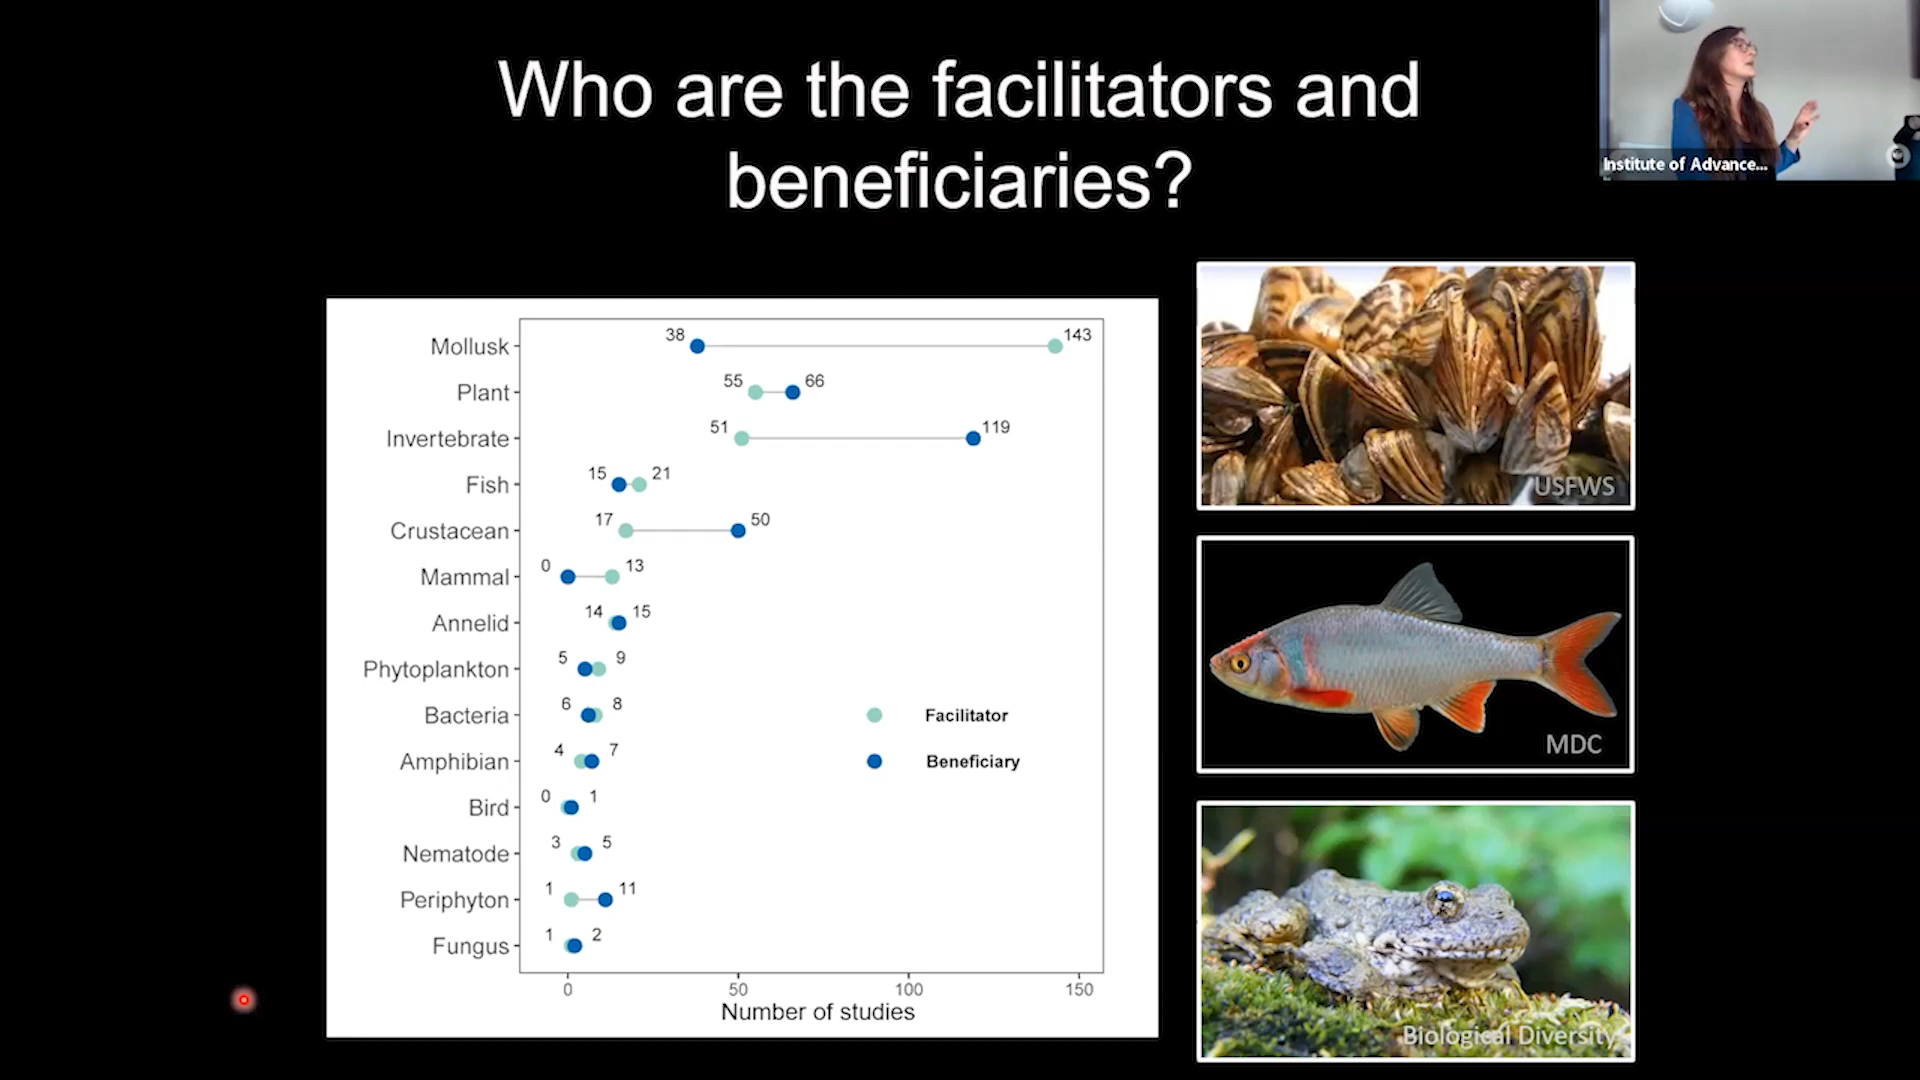 Who are the facilitators and
beneficiaries?
Institute of Advance...
Mollusk 38 143
Plant 55 66
Invertebrate 51 119
Fish 15 21
Crustacean 17 50
Mammal 0 13
Annelid 14 15
Phytoplankton 5 9
Bacteria 6 8
Amphibian 4 7
Bird 0 1
Nematode 3 5
Periphyton 1 11
Fungus 1 2
Facilitator
Beneficiary
0 50 100 150
Number of studies
USFWS
MDC
Biological Diversity